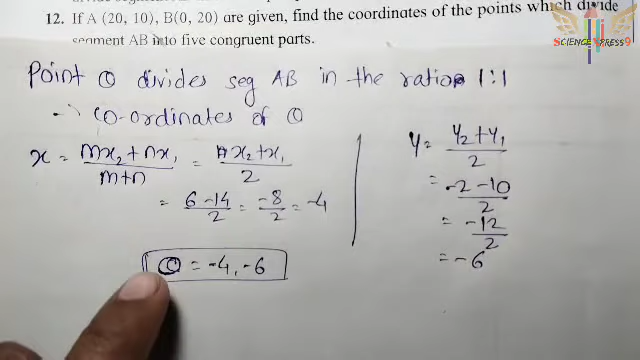 12. If A (20, 10), B(0, 20) are given, find the coordinates of the points which divide
segment AB into five congruent parts.
SCIENCE XPRESS9
Point O divides seg AB in the ratio 1:1
∴ co-ordinates of O
x = mx₂ + nx₁ / m+n = x₂ + x₁ / 2
= 6-14 / 2 = -8 / 2 = -4
O = -4, -6
y = y₂ + y₁ / 2
= -2 -10 / 2
= -12 / 2
= -6